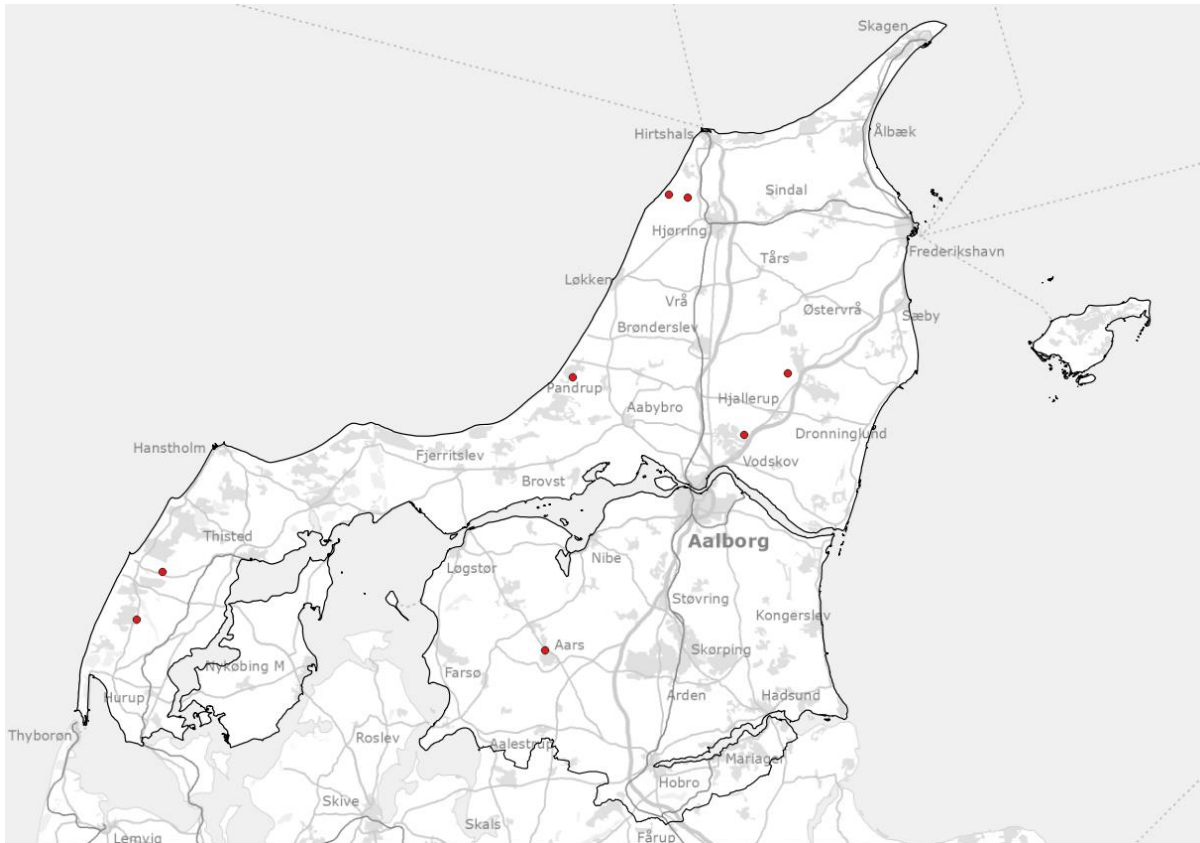 Skagen
Hirtshals
Ålbæk
Sindal
Hjørring
Frederikshavn
Tårs
Løkken
Vrå
Østervrå
Sæby
Brønderslev
Pandrup
Hjallerup
Aabybro
Dronninglund
Hanstholm
Fjerritslev
Vodskov
Brovst
Thisted
Aalborg
Nibe
Løgstør
Støvring
Kongerslev
Aars
Skørping
Nykøbing M
Farsø
Hurup
Arden
Hadsund
Thyborøn
Roslev
Aalestrup
Mariager
Hobro
Skive
Skals
Lemvig
Fårup